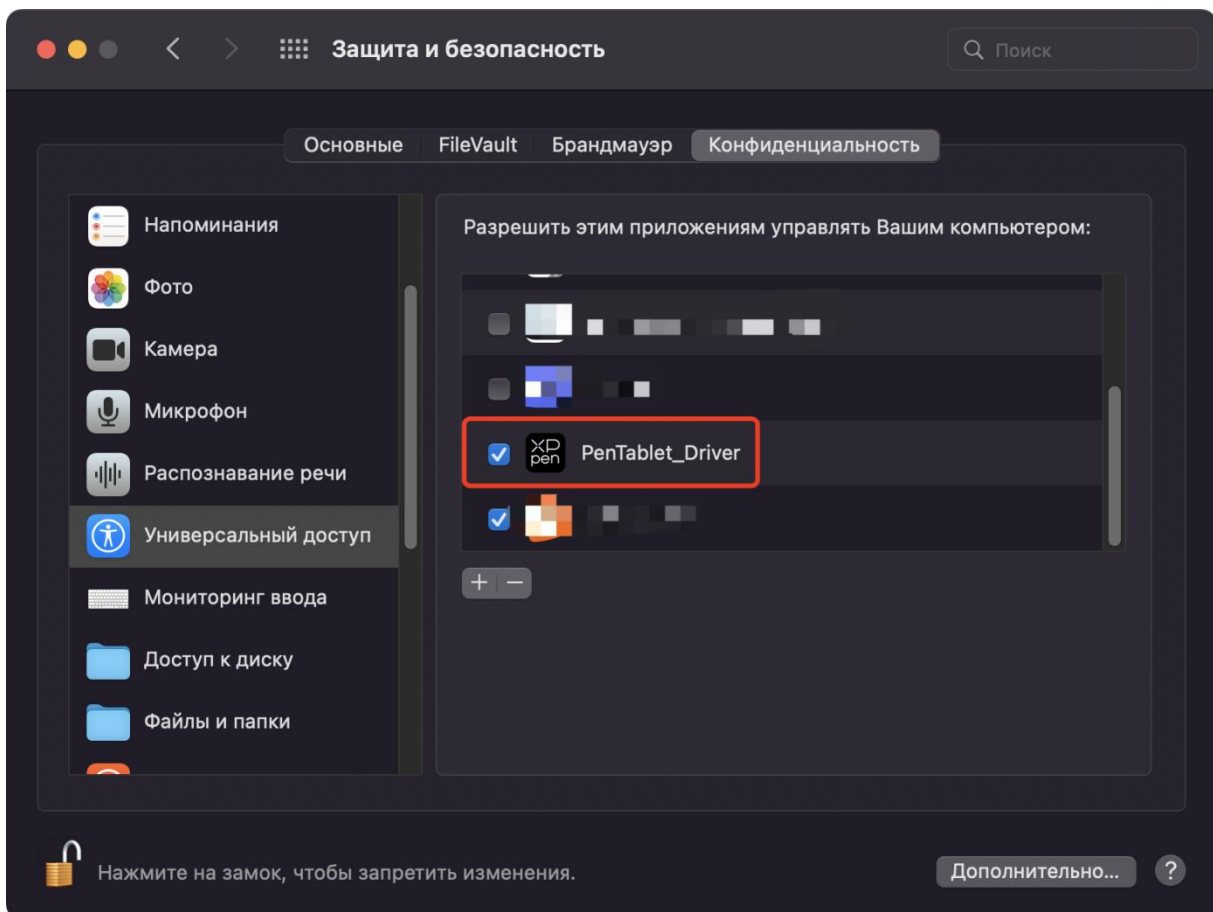 Защита и безопасность
Поиск
Основные FileVault Брандмауэр Конфиденциальность
Напоминания
Фото
Камера
Микрофон
Распознавание речи
Универсальный доступ
Мониторинг ввода
Доступ к диску
Файлы и папки
Разрешить этим приложениям управлять Вашим компьютером:
XP
pen
PenTablet_Driver
+ −
Нажмите на замок, чтобы запретить изменения.
Дополнительно... ?